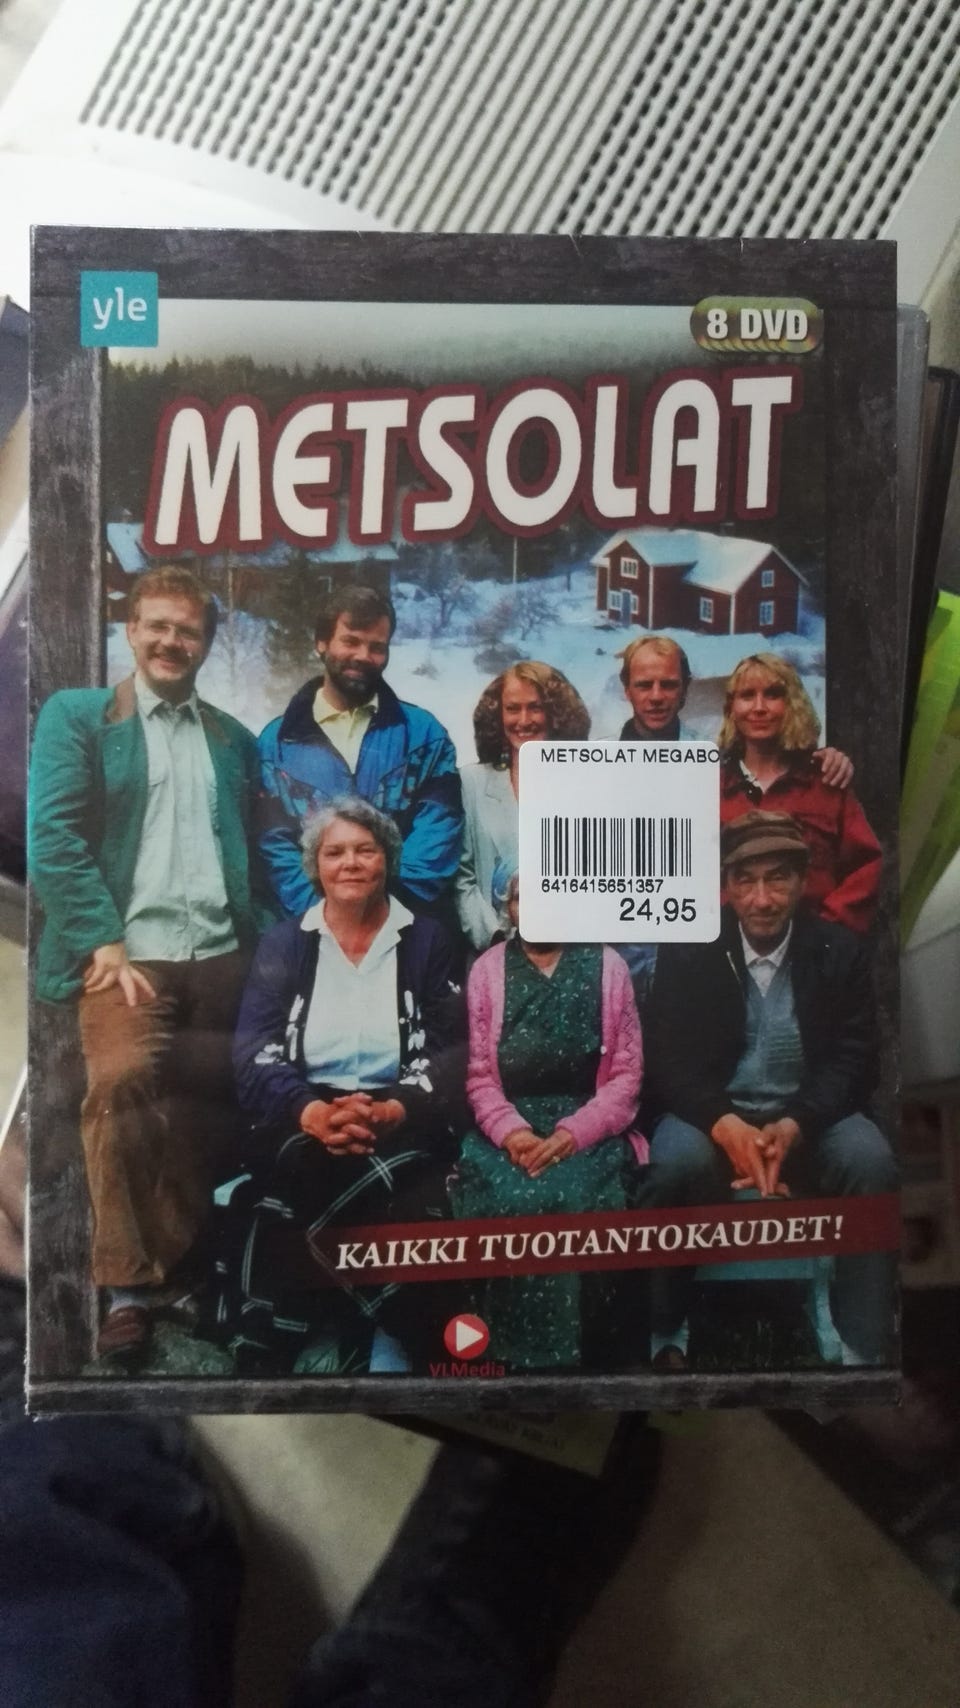 yle
8 DVD
METSOLAT
METSOLAT MEGABO
6416415651357
24,95
KAIKKI TUOTANTOKAUDET!
VLMedia